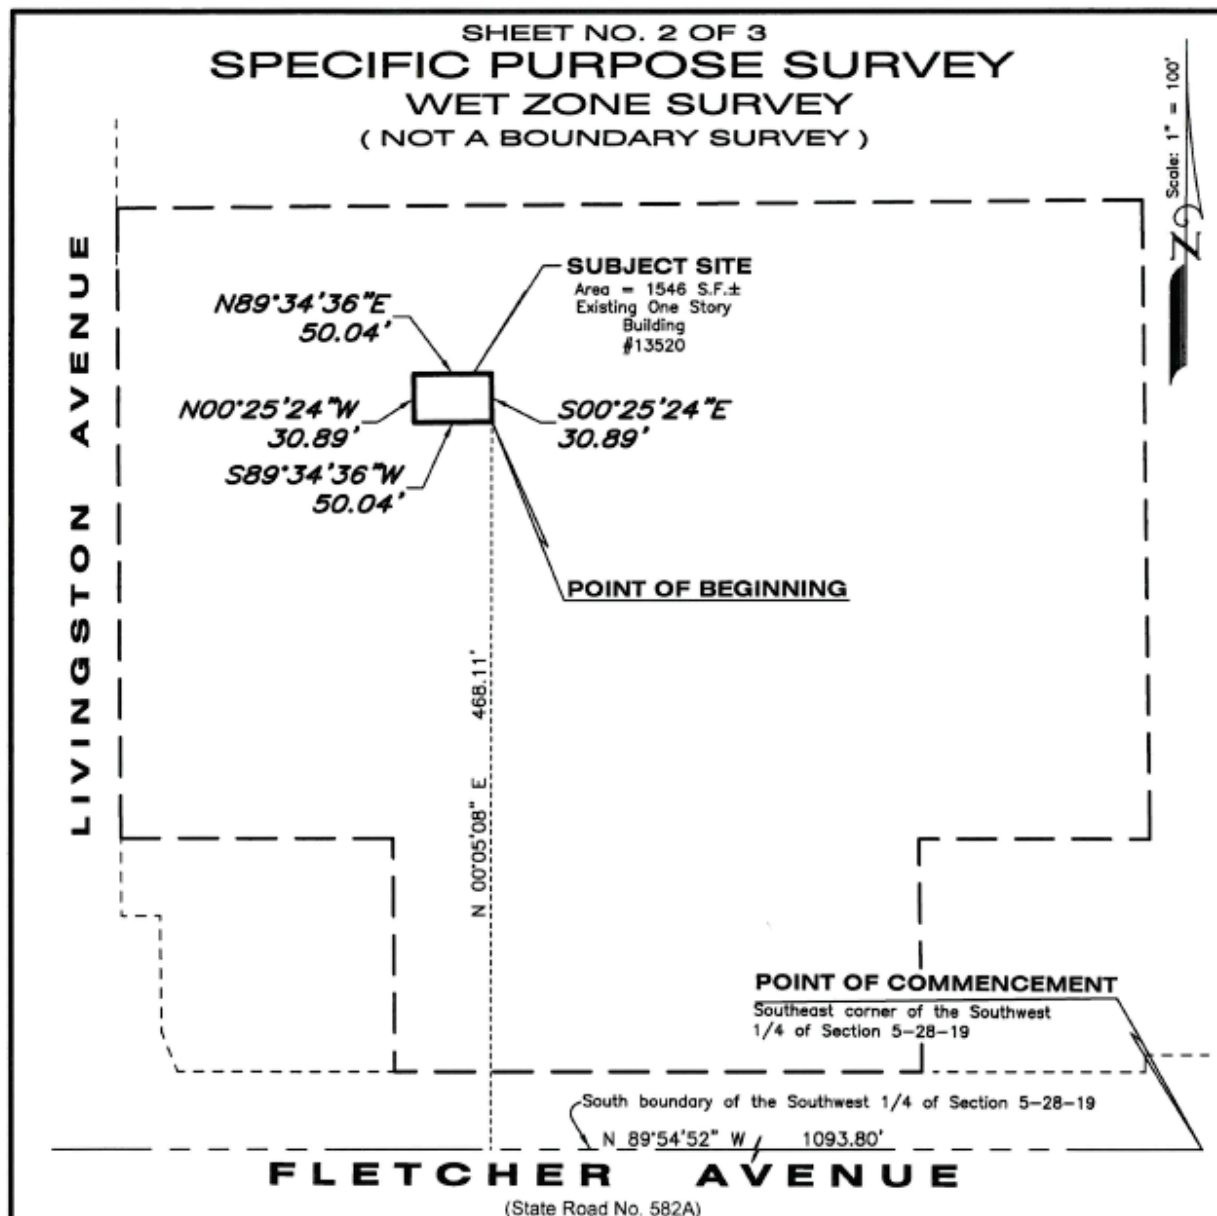 SHEET NO. 2 OF 3
SPECIFIC PURPOSE SURVEY
WET ZONE SURVEY
( NOT A BOUNDARY SURVEY )
Scale: 1" = 100'
N
LIVINGSTON AVENUE
SUBJECT SITE
Area = 1546 S.F.±
Existing One Story
Building
#13520
N89°34'36"E
50.04'
N00°25'24"W
30.89'
S00°25'24"E
30.89'
S89°34'36"W
50.04'
POINT OF BEGINNING
N 00°05'08" E 468.11'
POINT OF COMMENCEMENT
Southeast corner of the Southwest
1/4 of Section 5-28-19
South boundary of the Southwest 1/4 of Section 5-28-19
N 89°54'52" W 1093.80'
FLETCHER AVENUE
(State Road No. 582A)